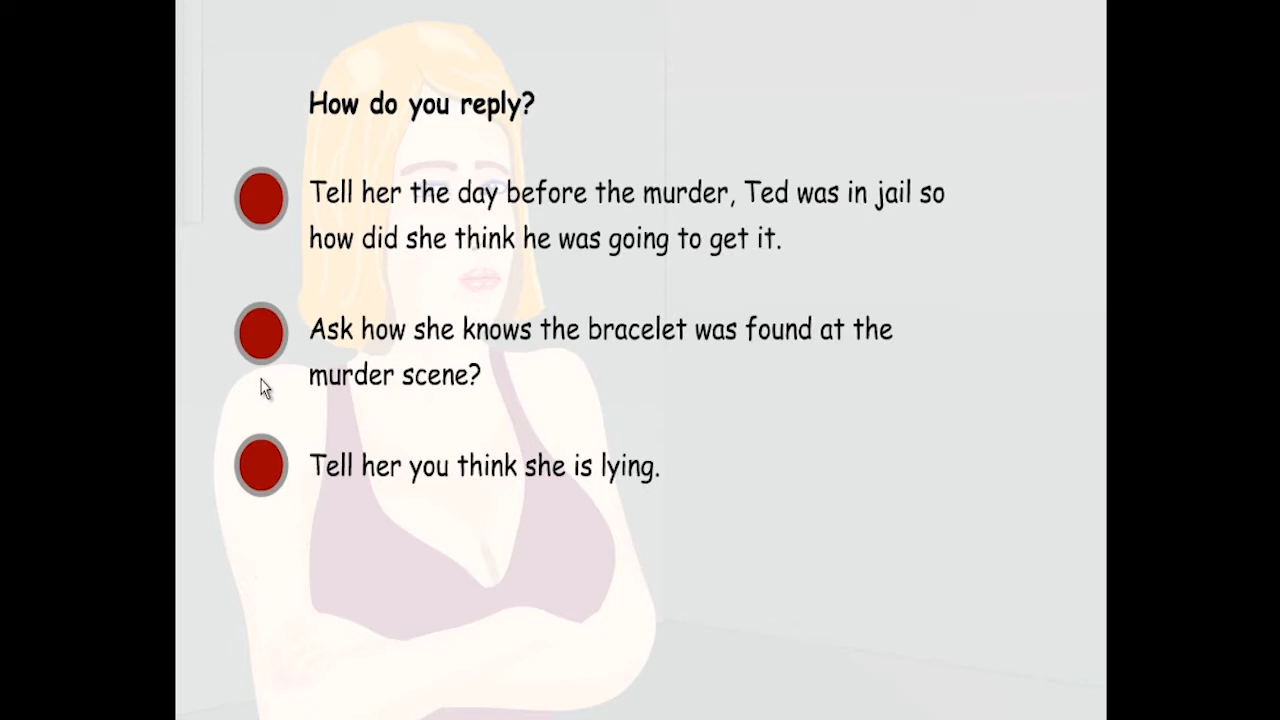 How do you reply?
Tell her the day before the murder, Ted was in jail so
how did she think he was going to get it.
Ask how she knows the bracelet was found at the
murder scene?
Tell her you think she is lying.